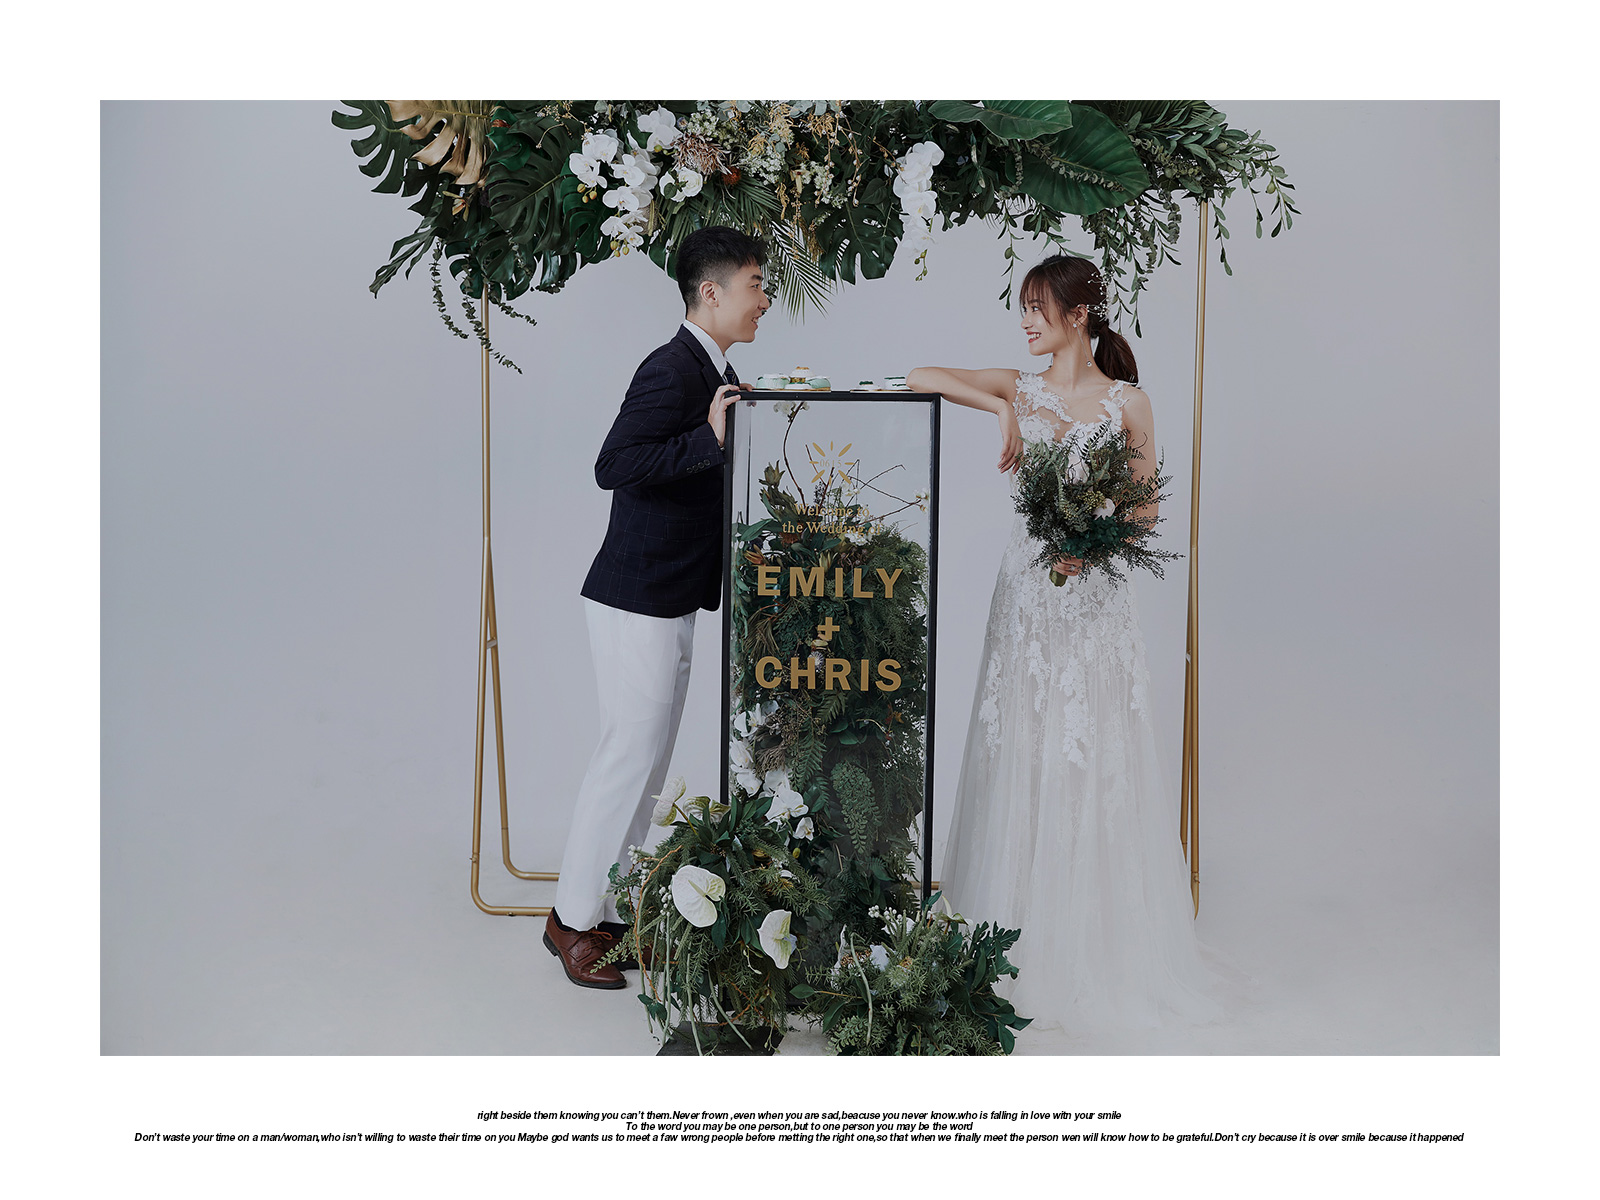 Welcome to
the Wedding of
EMILY
+
CHRIS
right beside them knowing you can't them.Never frown ,even when you are sad,beacuse you never know.who is falling in love witn your smile
To the word you may be one person,but to one person you may be the word
Don't waste your time on a man/woman,who isn't willing to waste their time on you Maybe god wants us to meet a faw wrong people before metting the right one,so that when we finally meet the person wen will know how to be grateful.Don't cry because it is over smile because it happened